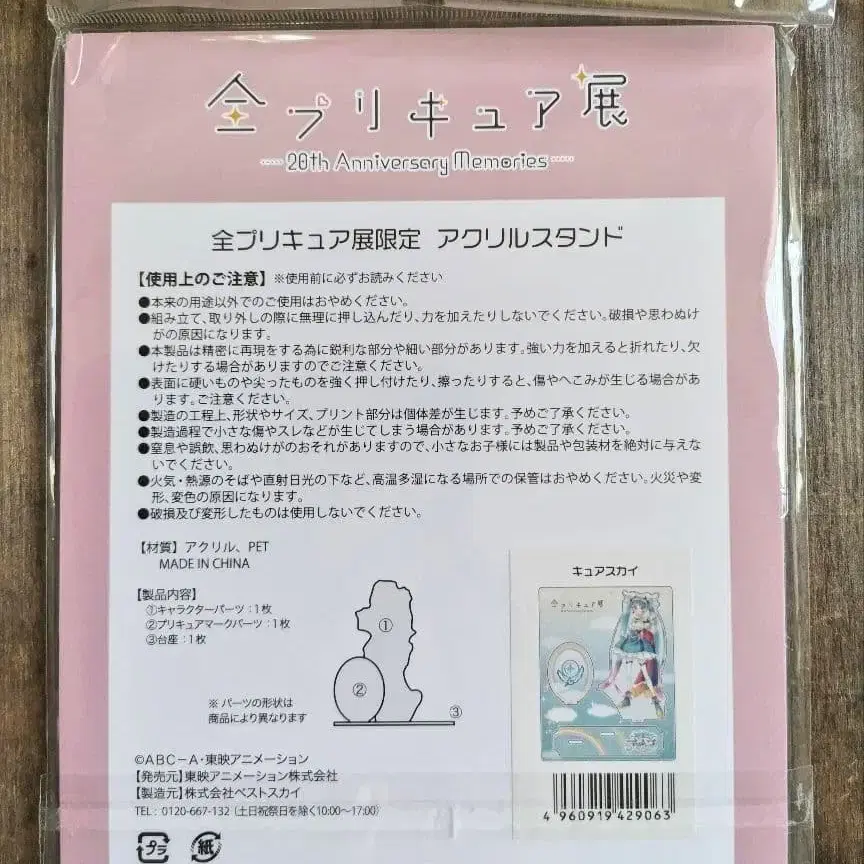 全プリキュア展
20th Anniversary Memories
全プリキュア展限定 アクリルスタンド
【使用上のご注意】※使用前に必ずお読みください
●本来の用途以外でのご使用はおやめください。
●組み立て、取り外しの際に無理に押し込んだり、力を加えたりしないでください。破損や思わぬけ
がの原因になります。
●本製品は精密に再現をする為に鋭利な部分や細い部分があります。強い力を加えると折れたり、欠
けたりする場合がありますのでご注意ください。
●表面に硬いものや尖ったものを強く押し付けたり、擦ったりすると、傷やへこみが生じる場合があ
ります。ご注意ください。
●製造の工程上、形状やサイズ、プリント部分は個体差が生じます。予めご了承ください。
●製造過程で小さな傷やスレなどが生じてしまう場合があります。予めご了承ください。
●窒息や誤飲、思わぬけがのおそれがありますので、小さなお子様には製品や包装材を絶対に与えな
いでください。
●火気・熱源のそばや直射日光の下など、高温多湿になる場所での保管はおやめください。火災や変
形、変色の原因になります。
●破損及び変形したものは使用しないでください。
【材質】アクリル、PET
MADE IN CHINA
【製品内容】
①キャラクターパーツ：1枚
②プリキュアマークパーツ：1枚
③台座：1枚
①
②
③
※ パーツの形状は
商品により異なります
キュアスカイ
全プリキュア展
©ABC-A・東映アニメーション
【発売元】東映アニメーション株式会社
【製造元】株式会社ベストスカイ
TEL： 0120-667-132（土日祝祭日を除く10:00～17:00）
4 960919 429063
プラ
紙